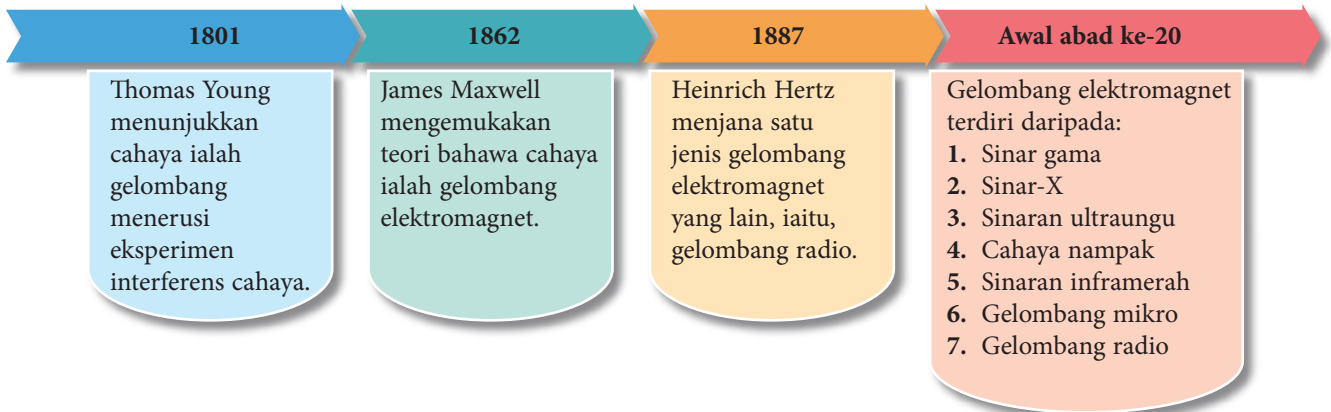 1801
Thomas Young
menunjukkan
cahaya ialah
gelombang
menerusi
eksperimen
interferens cahaya.
1862
James Maxwell
mengemukakan
teori bahawa cahaya
ialah gelombang
elektromagnet.
1887
Heinrich Hertz
menjana satu
jenis gelombang
elektromagnet
yang lain, iaitu,
gelombang radio.
Awal abad ke-20
Gelombang elektromagnet
terdiri daripada:
1. Sinar gama
2. Sinar-X
3. Sinaran ultraungu
4. Cahaya nampak
5. Sinaran inframerah
6. Gelombang mikro
7. Gelombang radio